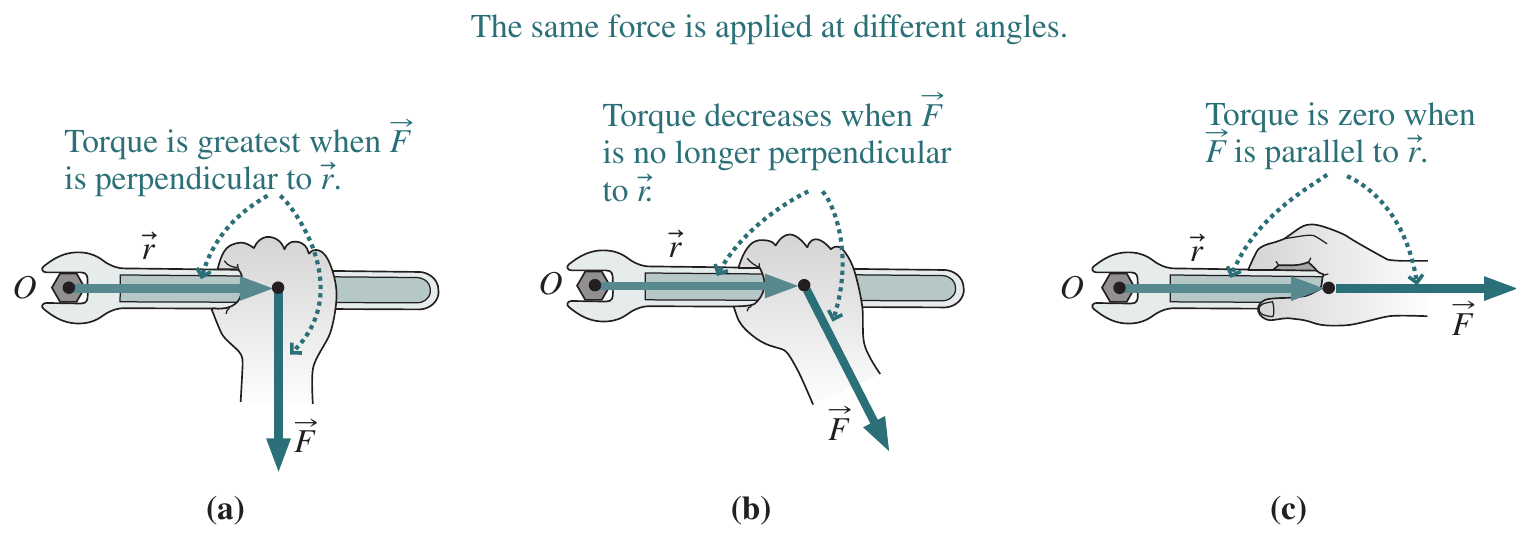 The same force is applied at different angles.
Torque is greatest when F⃗
is perpendicular to r⃗.
r⃗
O
F⃗
(a)
Torque decreases when F⃗
is no longer perpendicular
to r⃗.
r⃗
O
F⃗
(b)
Torque is zero when
F⃗ is parallel to r⃗.
r⃗
O
F⃗
(c)